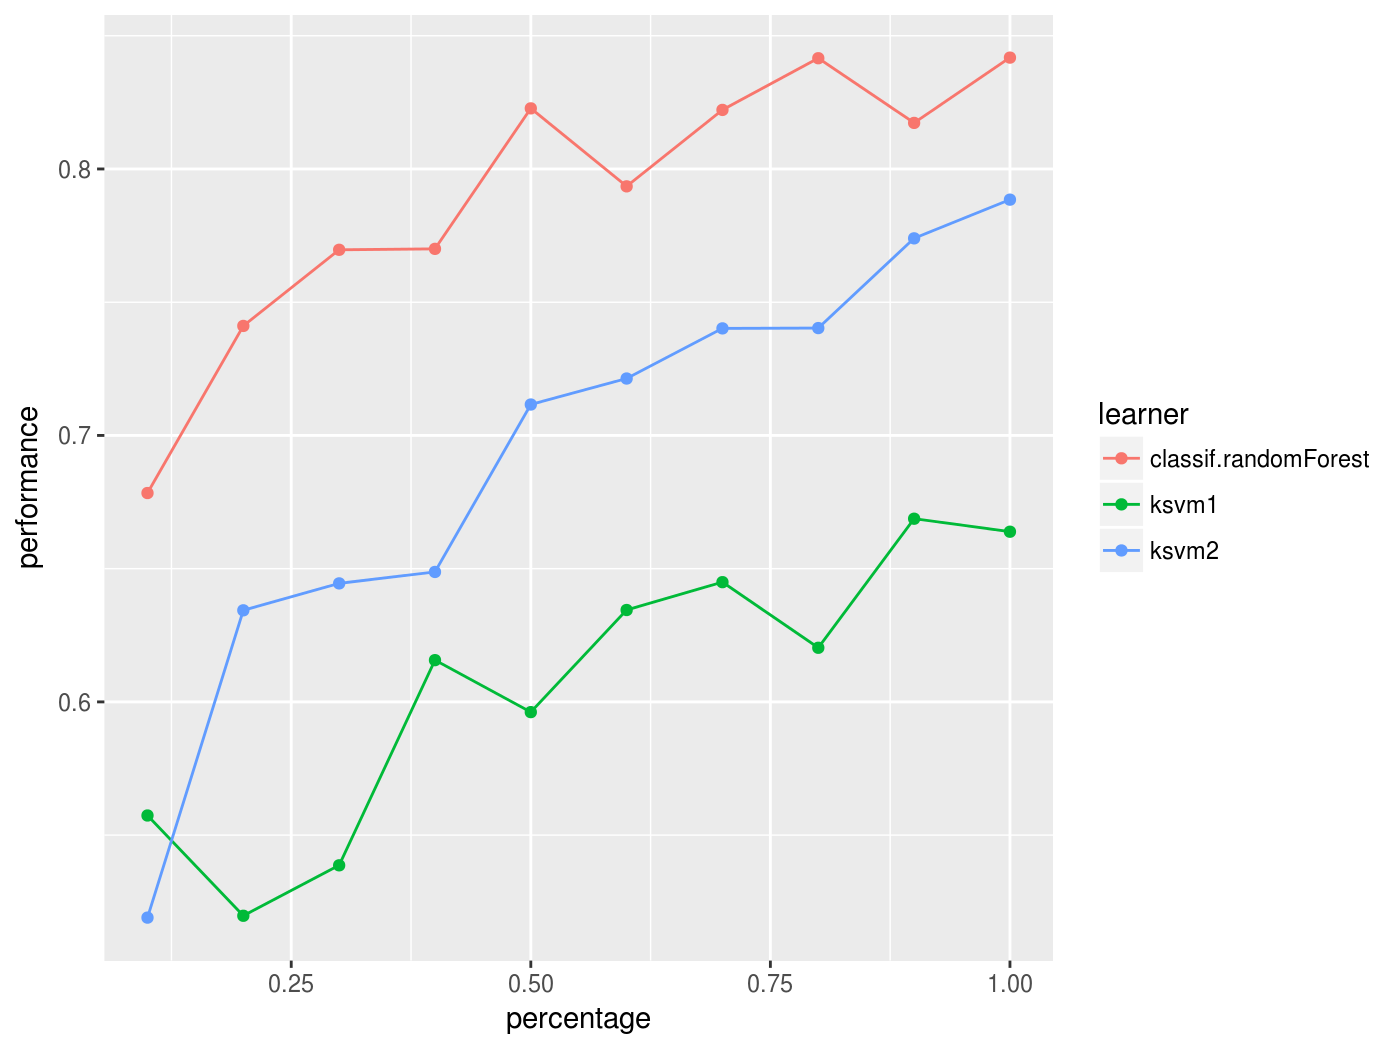 0.8
0.7
0.6
performance
0.25 0.50 0.75 1.00
percentage
learner
classif.randomForest
ksvm1
ksvm2